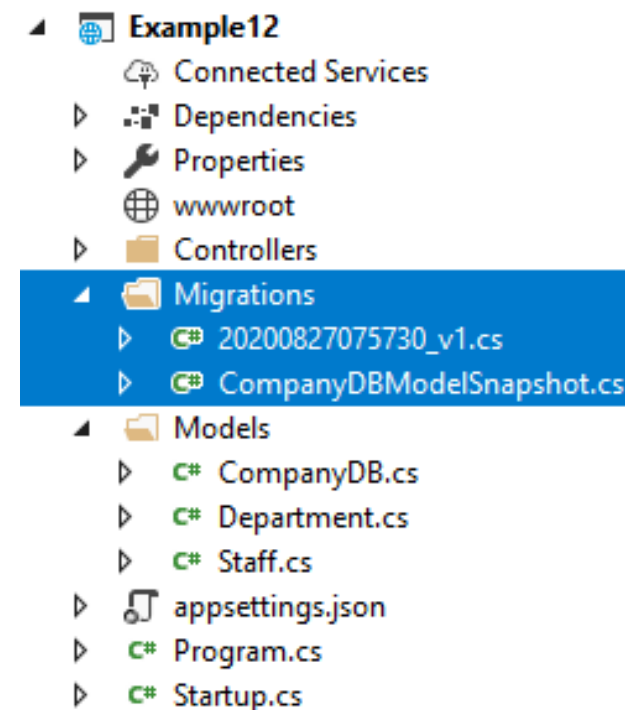 Example12
Connected Services
Dependencies
Properties
wwwroot
Controllers
Migrations
C# 20200827075730_v1.cs
C# CompanyDBModelSnapshot.cs
Models
C# CompanyDB.cs
C# Department.cs
C# Staff.cs
appsettings.json
C# Program.cs
C# Startup.cs